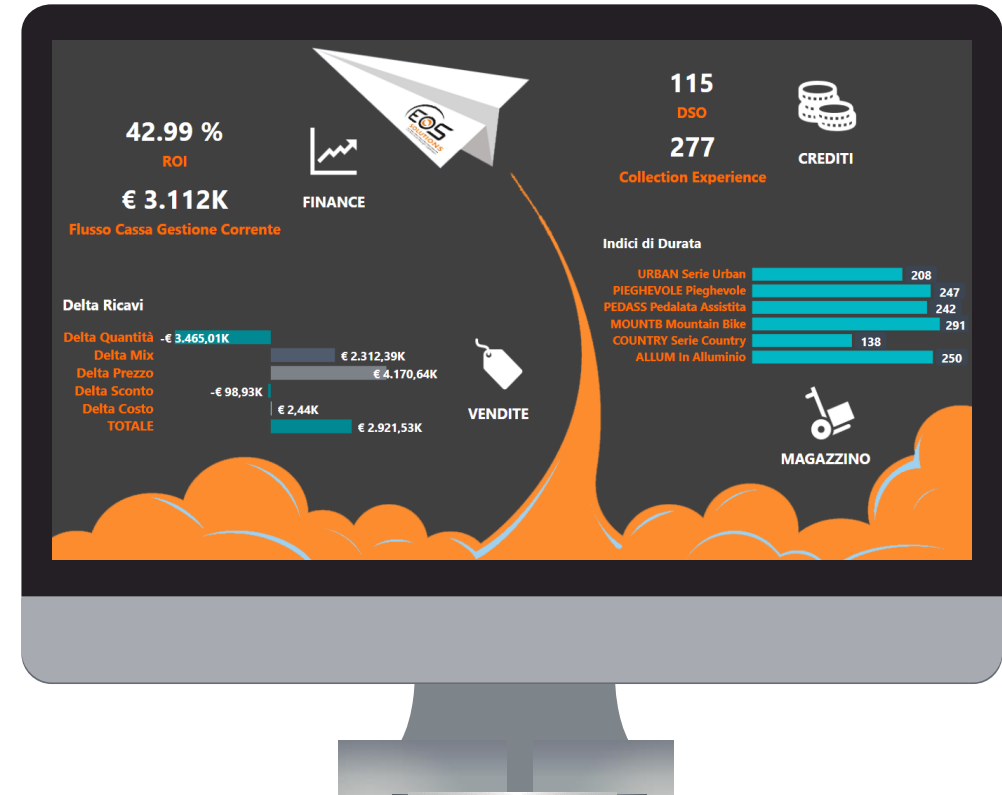 EOS
SOLUTIONS
42.99 %
ROI
€ 3.112K
Flusso Cassa Gestione Corrente
FINANCE
115
DSO
277
Collection Experience
CREDITI
Delta Ricavi
Delta Quantità -€ 3.465,01K
Delta Mix € 2.312,39K
Delta Prezzo € 4.170,64K
Delta Sconto -€ 98,93K
Delta Costo € 2,44K
TOTALE € 2.921,53K
VENDITE
Indici di Durata
URBAN Serie Urban 208
PIEGHEVOLE Pieghevole 247
PEDASS Pedalata Assistita 242
MOUNTB Mountain Bike 291
COUNTRY Serie Country 138
ALLUM In Alluminio 250
MAGAZZINO